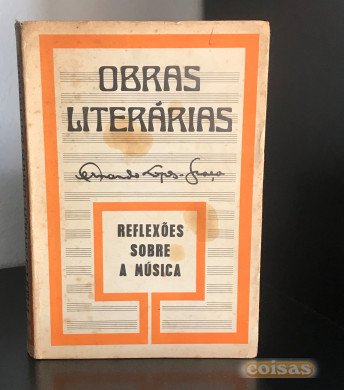 OBRAS
LITERÁRIAS
Fernando Lopes-Graça
REFLEXÕES
SOBRE
A MÚSICA
coisas